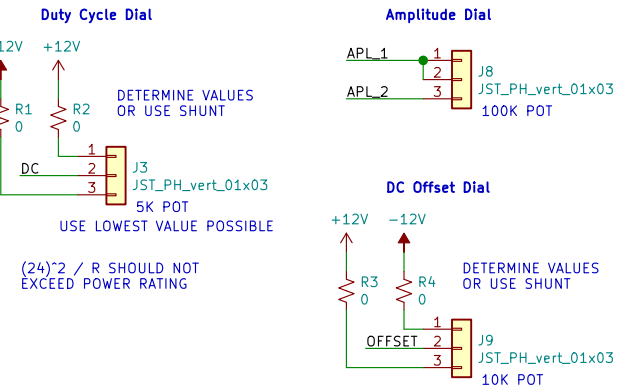 Duty Cycle Dial
12V +12V
R1
0
R2
0
DETERMINE VALUES
OR USE SHUNT
1
DC 2
3
J3
JST_PH_vert_01x03
5K POT
USE LOWEST VALUE POSSIBLE
(24)^2 / R SHOULD NOT
EXCEED POWER RATING
Amplitude Dial
APL_1 1
2
APL_2 3
J8
JST_PH_vert_01x03
100K POT
DC Offset Dial
+12V -12V
R3
0
R4
0
DETERMINE VALUES
OR USE SHUNT
1
OFFSET 2
3
J9
JST_PH_vert_01x03
10K POT